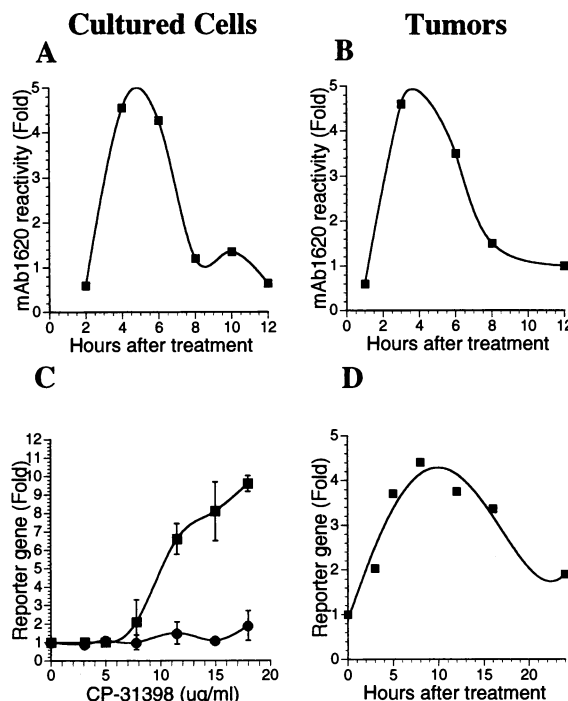 Cultured Cells
Tumors
A
B
mAb1620 reactivity (Fold)
5
4
3
2
1
0
0 2 4 6 8 10 12
Hours after treatment
mAb1620 reactivity (Fold)
5
4
3
2
1
0
0 2 4 6 8 10 12
Hours after treatment
C
D
Reporter gene (Fold)
12
11
10
9
8
7
6
5
4
3
2
1
0
0 5 10 15 20
CP-31398 (ug/ml)
Reporter gene (Fold)
5
4
3
2
1
0
0 5 10 15 20
Hours after treatment